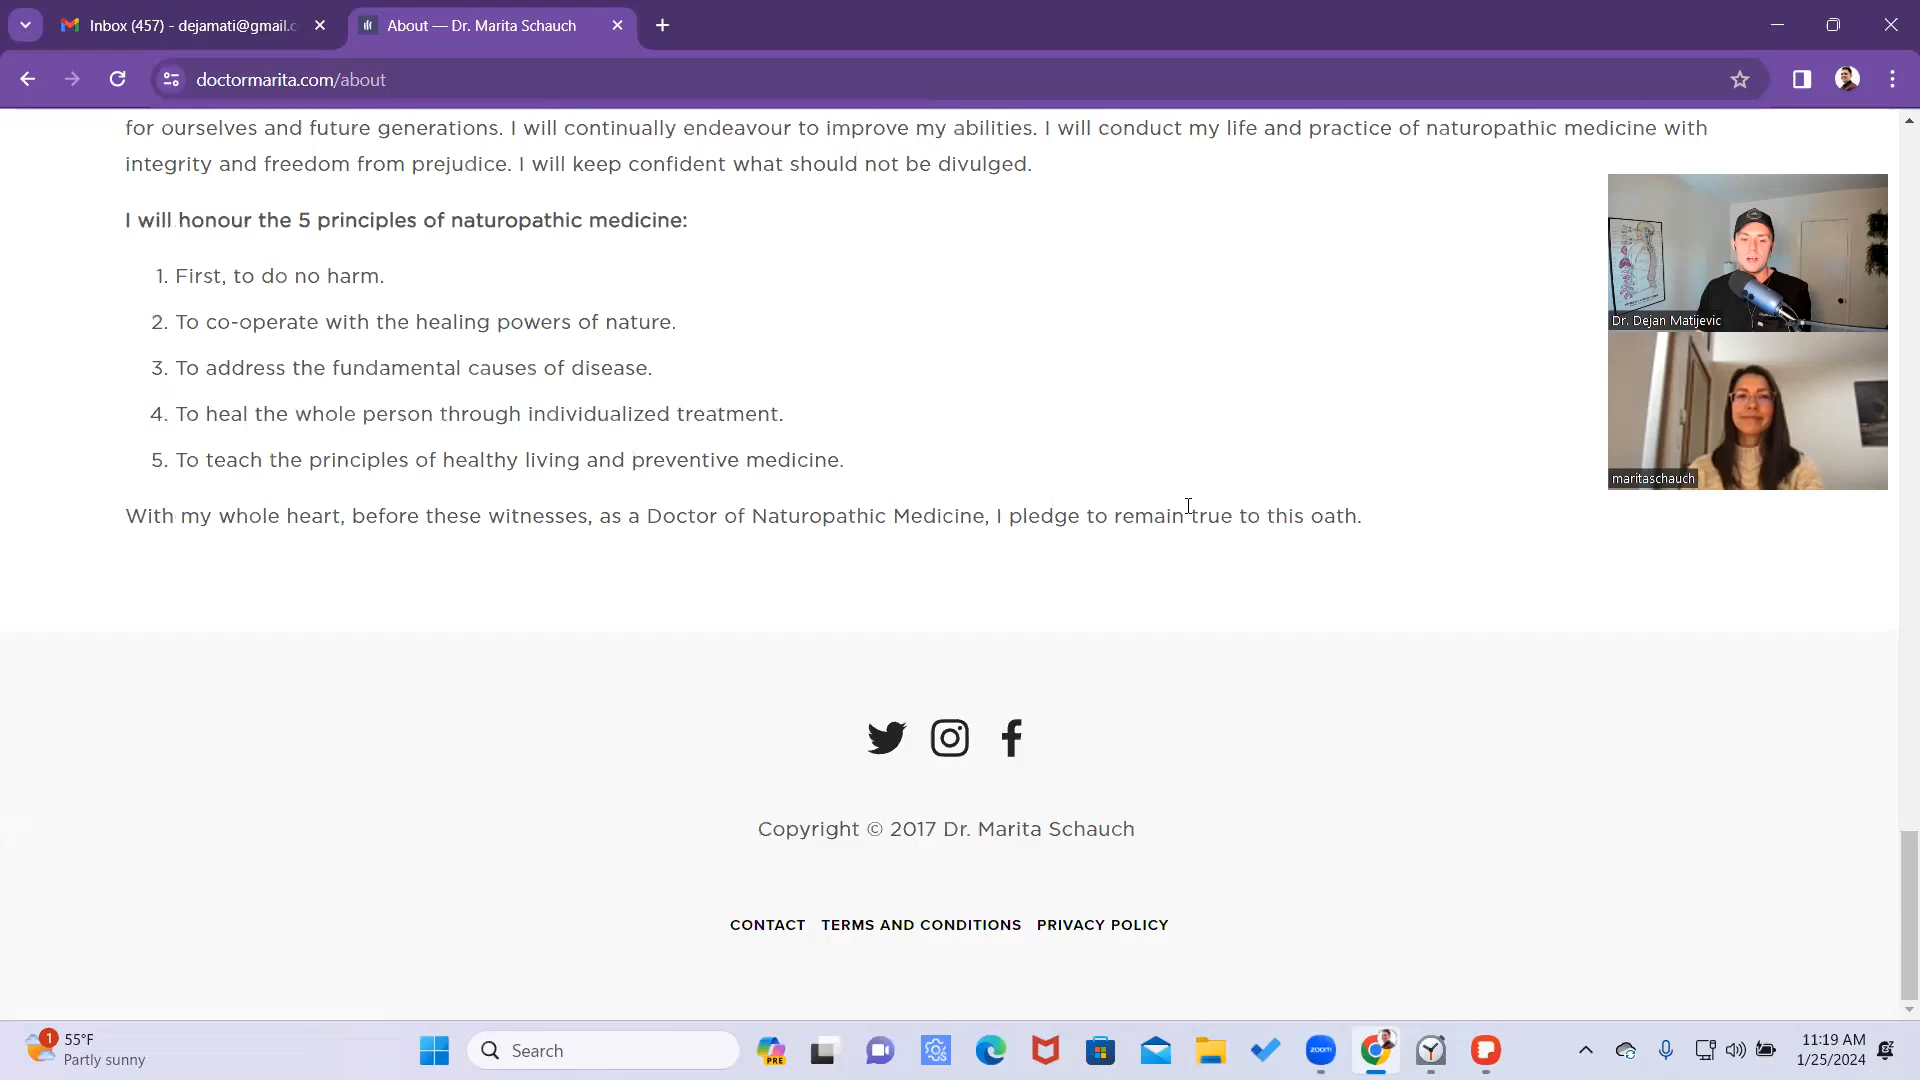 Inbox (457) - dejamati@gmail.c
About — Dr. Marita Schauch
doctormarita.com/about
for ourselves and future generations. I will continually endeavour to improve my abilities. I will conduct my life and practice of naturopathic medicine with
integrity and freedom from prejudice. I will keep confident what should not be divulged.
I will honour the 5 principles of naturopathic medicine:
1. First, to do no harm.
2. To co-operate with the healing powers of nature.
3. To address the fundamental causes of disease.
4. To heal the whole person through individualized treatment.
5. To teach the principles of healthy living and preventive medicine.
With my whole heart, before these witnesses, as a Doctor of Naturopathic Medicine, I pledge to remain true to this oath.
Dr. Dejan Matijevic
maritaschauch
Copyright © 2017 Dr. Marita Schauch
CONTACT TERMS AND CONDITIONS PRIVACY POLICY
1
55°F
Partly sunny
Search
PRE
zoom
11:19 AM
1/25/2024